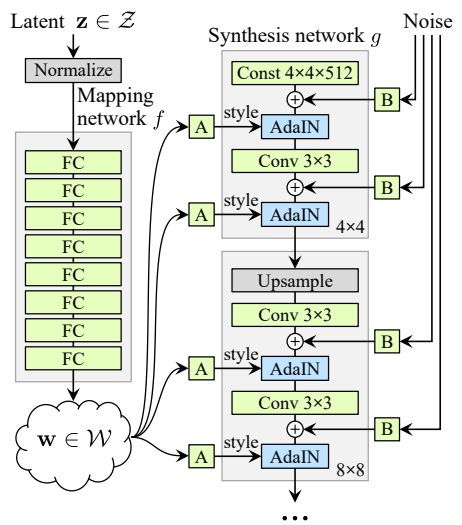 Latent z ∈ 𝒵
Normalize
Mapping
network f
FC
FC
FC
FC
FC
FC
FC
FC
w ∈ 𝒲
Synthesis network g
Noise
Const 4×4×512
B
A
style
AdaIN
Conv 3×3
B
A
style
AdaIN
4×4
Upsample
Conv 3×3
B
A
style
AdaIN
Conv 3×3
B
A
style
AdaIN
8×8
...